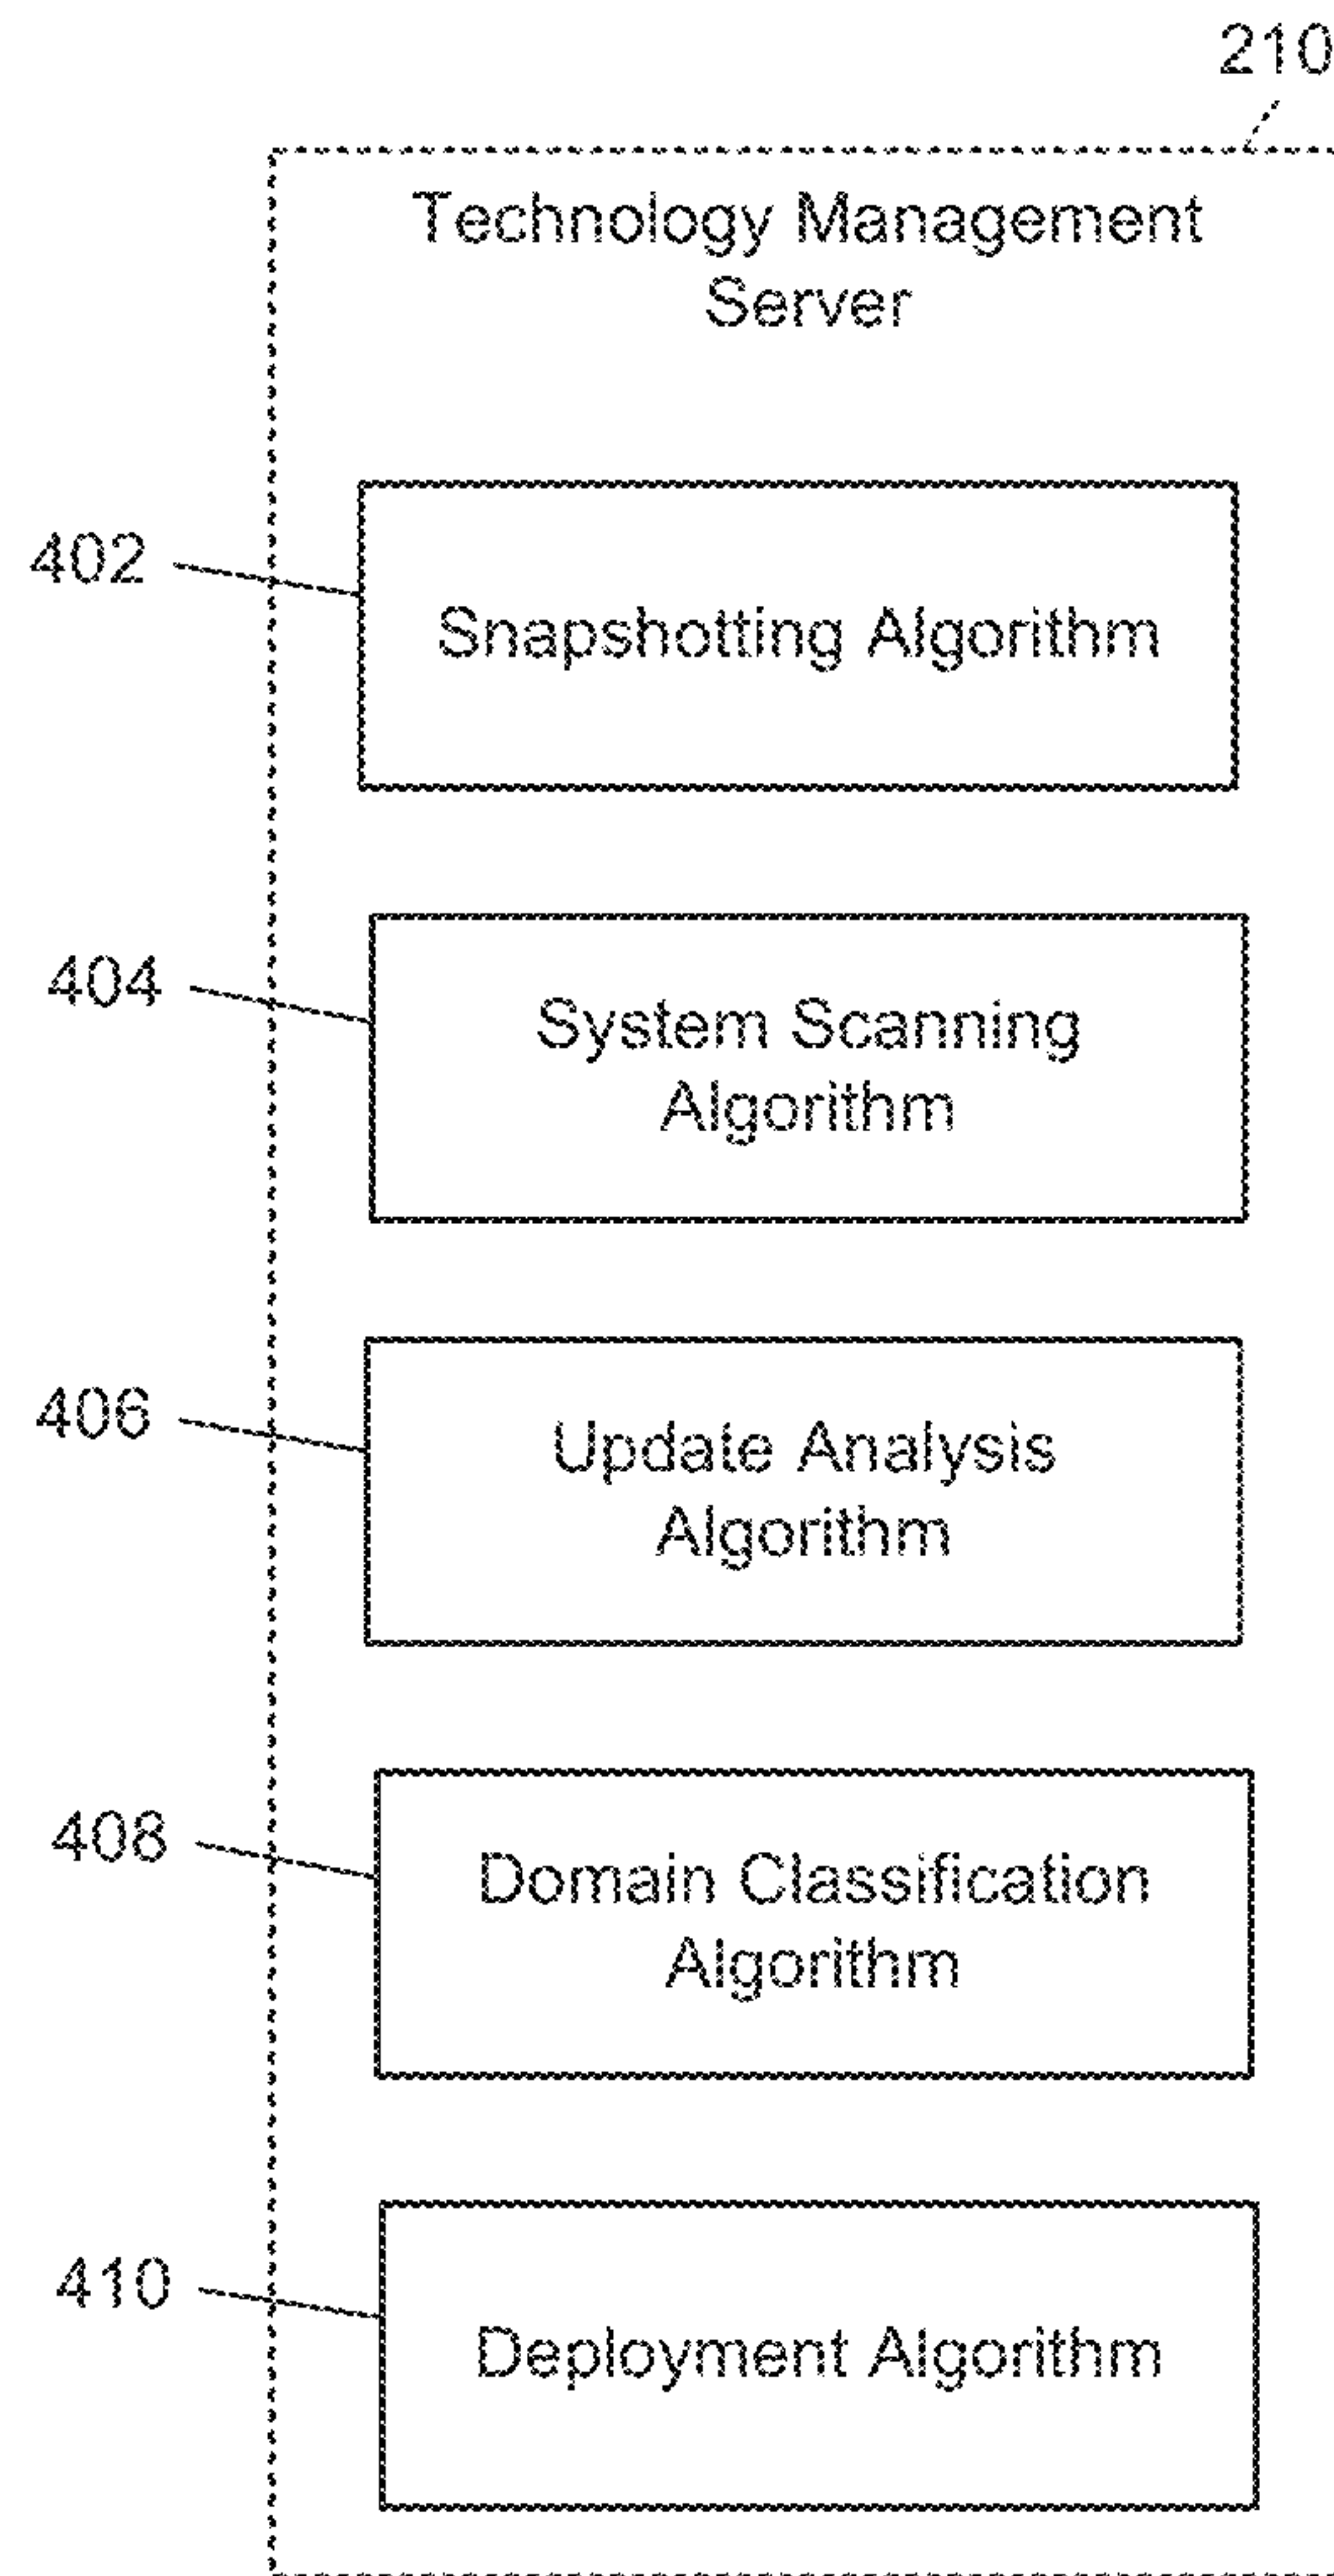 210
Technology Management
Server
402
Snapshotting Algorithm
404
System Scanning
Algorithm
406
Update Analysis
Algorithm
408
Domain Classification
Algorithm
410
Deployment Algorithm